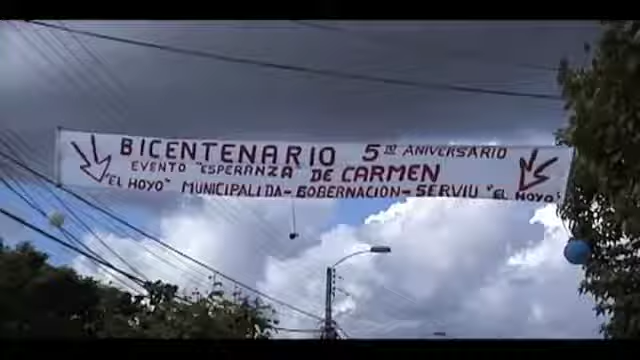 BICENTENARIO 5TO ANIVERSARIO
EVENTO "ESPERANZA DE CARMEN
"EL HOYO" MUNICIPALIDA-GOBERNACION-SERVIU "EL HOYO"